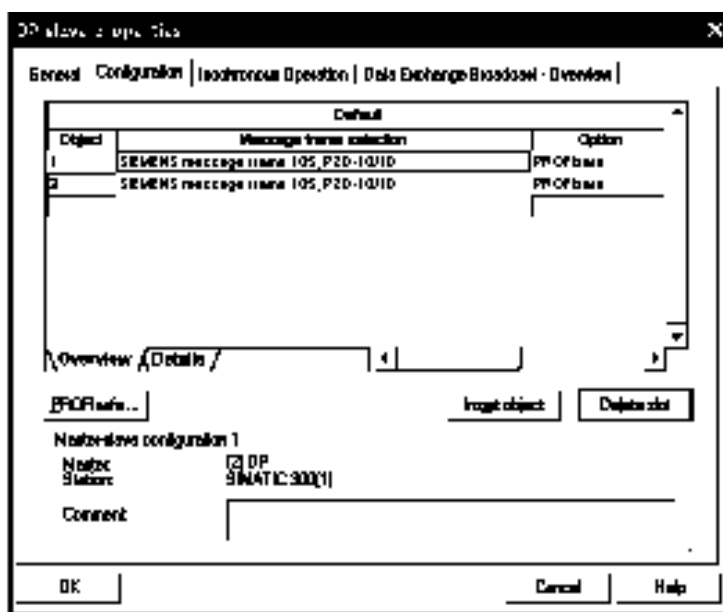 DP slave properties
General Configuration Isochronous Operation Data Exchange Broadcast - Overview
Default
Object Message frame selection Option
1 SIEMENS message frame 105, PZD-10/10 PROFIsafe
2 SIEMENS message frame 105, PZD-10/10 PROFIsafe
Overview Details
PROFIsafe... Insert object Delete slot
Master-slave configuration 1
Master: (2) DP
Station: SIMATIC 300(1)
Comment:
OK Cancel Help